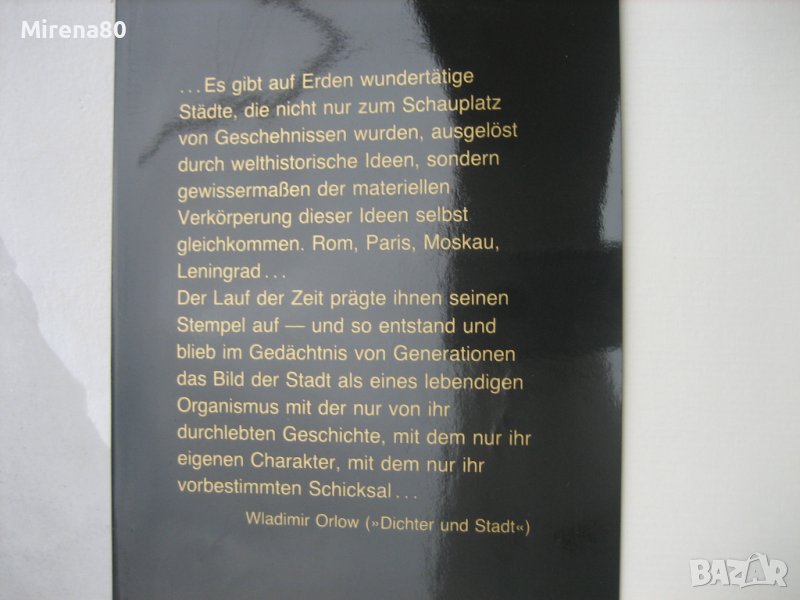 Mirena80
...Es gibt auf Erden wundertätige
Städte, die nicht nur zum Schauplatz
von Geschehnissen wurden, ausgelöst
durch welthistorische Ideen, sondern
gewissermaßen der materiellen
Verkörperung dieser Ideen selbst
gleichkommen. Rom, Paris, Moskau,
Leningrad...
Der Lauf der Zeit prägte ihnen seinen
Stempel auf — und so entstand und
blieb im Gedächtnis von Generationen
das Bild der Stadt als eines lebendigen
Organismus mit der nur von ihr
durchlebten Geschichte, mit dem nur ihr
eigenen Charakter, mit dem nur ihr
vorbestimmten Schicksal...
Wladimir Orlow (»Dichter und Stadt«)
BAZAR